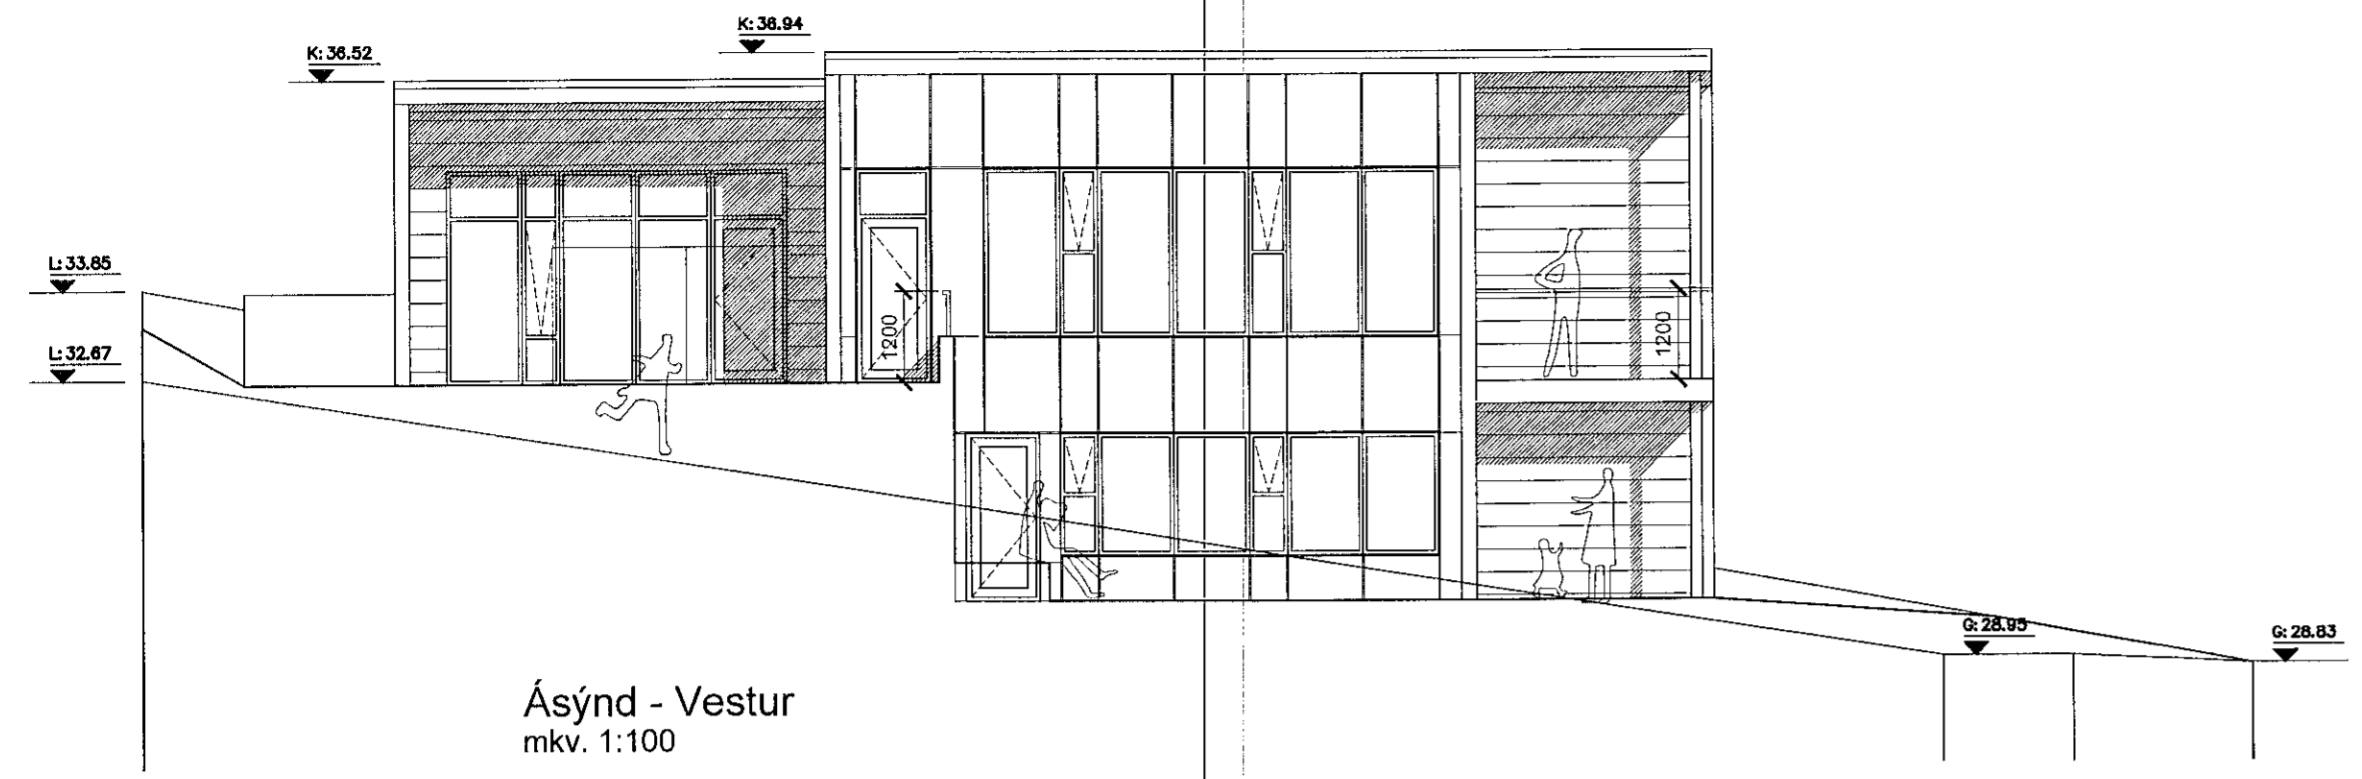 K: 36.94
K: 36.52
L: 33.85
L: 32.67
1200
1200
G: 28.95
G: 28.83
Ásýnd - Vestur
mkv. 1:100